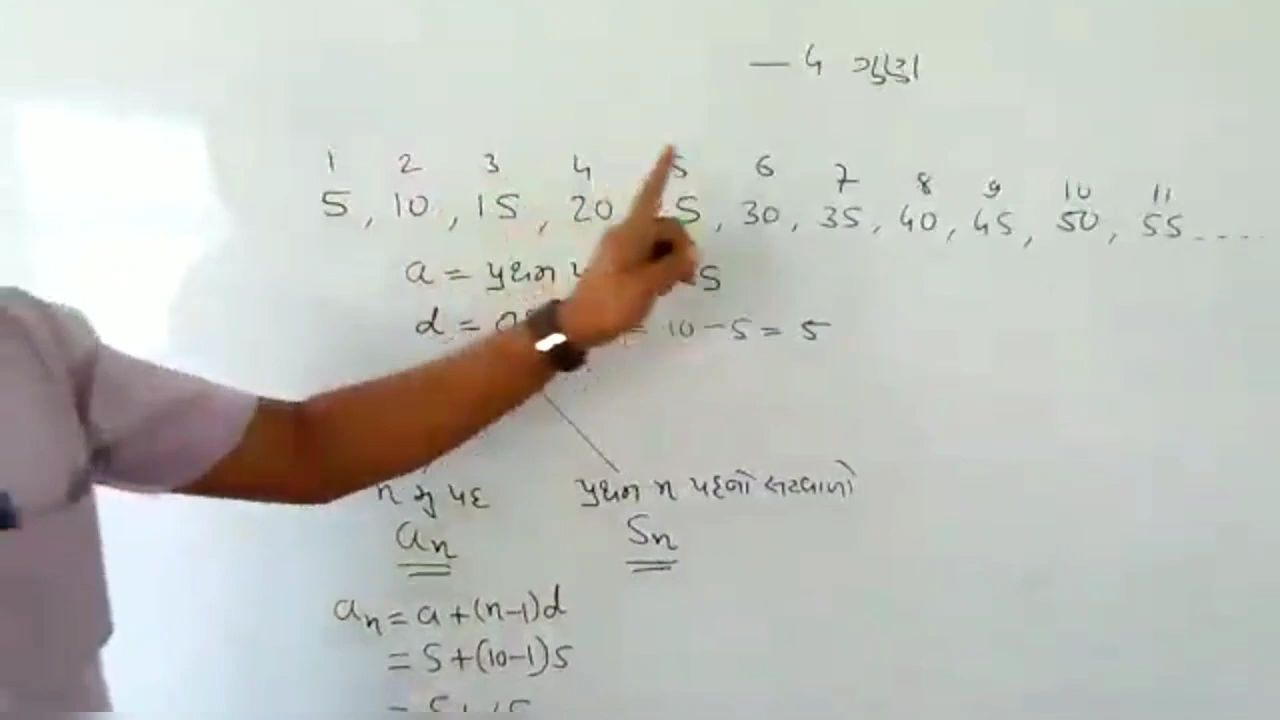 — 4 ગુણ
1 2 3 4 5 6 7 8 9 10 11
5, 10, 15, 20, 5, 30, 35, 40, 45, 50, 55 ....
a = પ્રથમ 5
d = = 10 - 5 = 5
n નું પદ પ્રથમ n પદનો સરવાળો
an Sn
an = a + (n-1)d
= 5 + (10-1)5